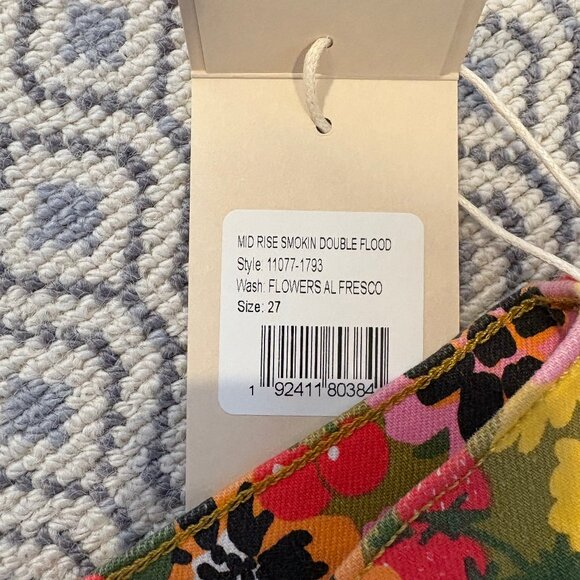 MID RISE SMOKIN DOUBLE FLOOD
Style: 11077-1793
Wash: FLOWERS AL FRESCO
Size: 27
1 92411 80384